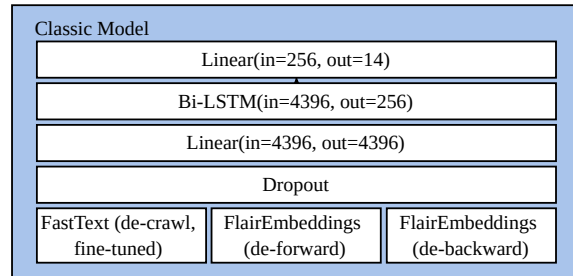 Classic Model
Linear(in=256, out=14)
Bi-LSTM(in=4396, out=256)
Linear(in=4396, out=4396)
Dropout
FastText (de-crawl,
fine-tuned)
FlairEmbeddings
(de-forward)
FlairEmbeddings
(de-backward)